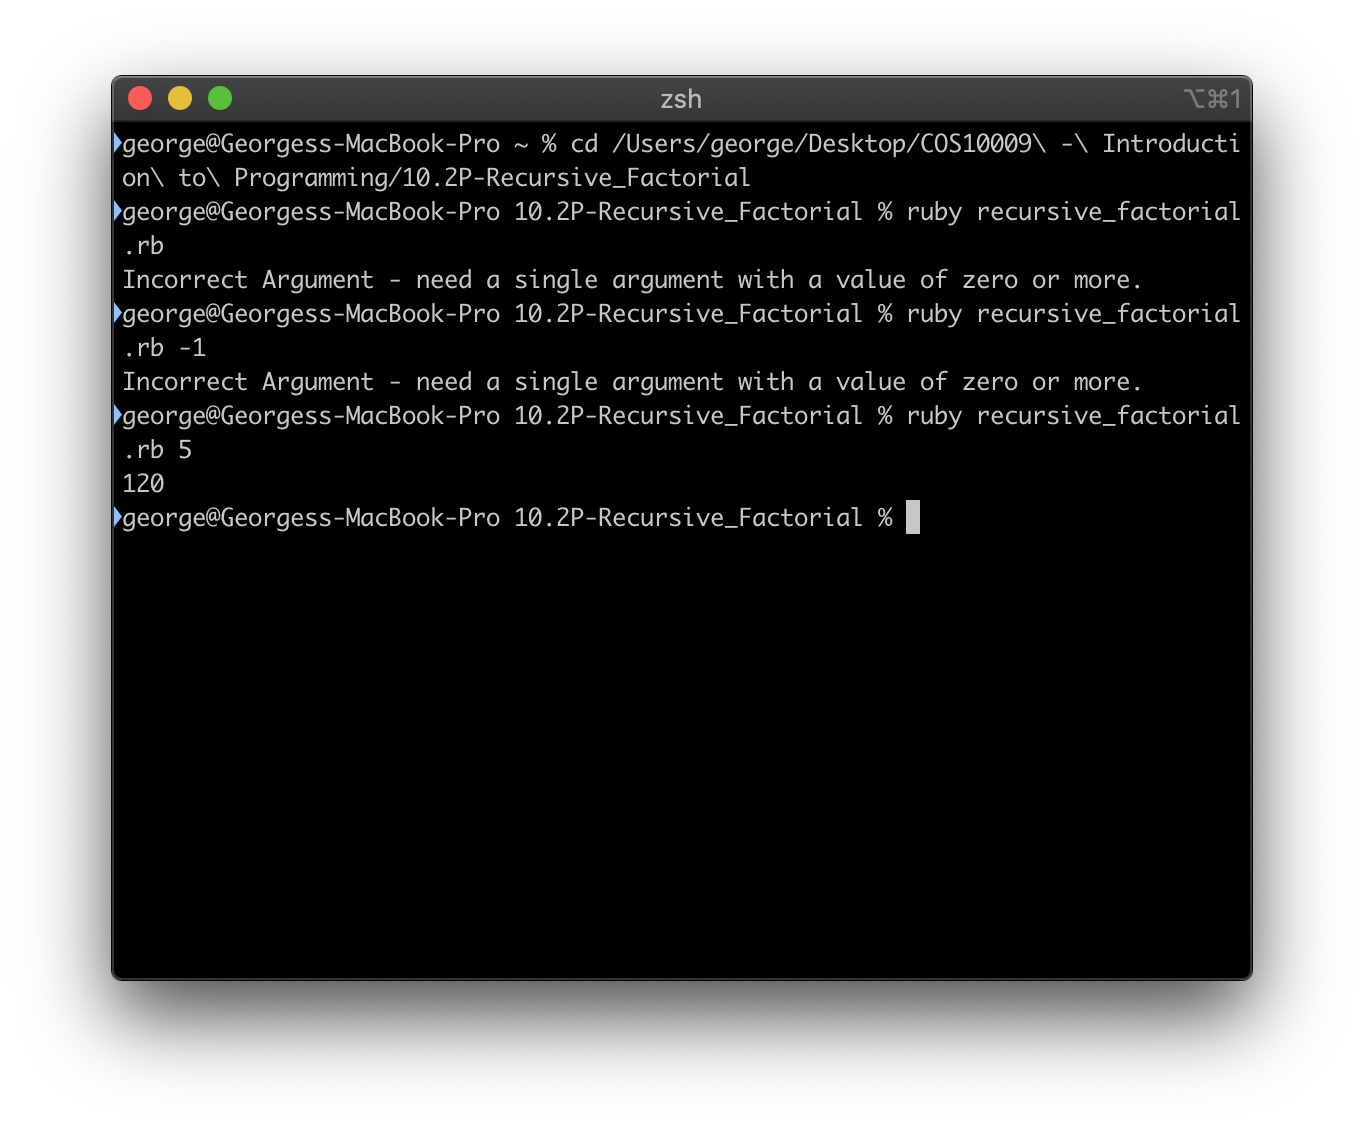 zsh
⌥⌘1
george@Georgess-MacBook-Pro ~ % cd /Users/george/Desktop/COS10009\ -\ Introducti
on\ to\ Programming/10.2P-Recursive_Factorial
george@Georgess-MacBook-Pro 10.2P-Recursive_Factorial % ruby recursive_factorial
.rb
Incorrect Argument - need a single argument with a value of zero or more.
george@Georgess-MacBook-Pro 10.2P-Recursive_Factorial % ruby recursive_factorial
.rb -1
Incorrect Argument - need a single argument with a value of zero or more.
george@Georgess-MacBook-Pro 10.2P-Recursive_Factorial % ruby recursive_factorial
.rb 5
120
george@Georgess-MacBook-Pro 10.2P-Recursive_Factorial %